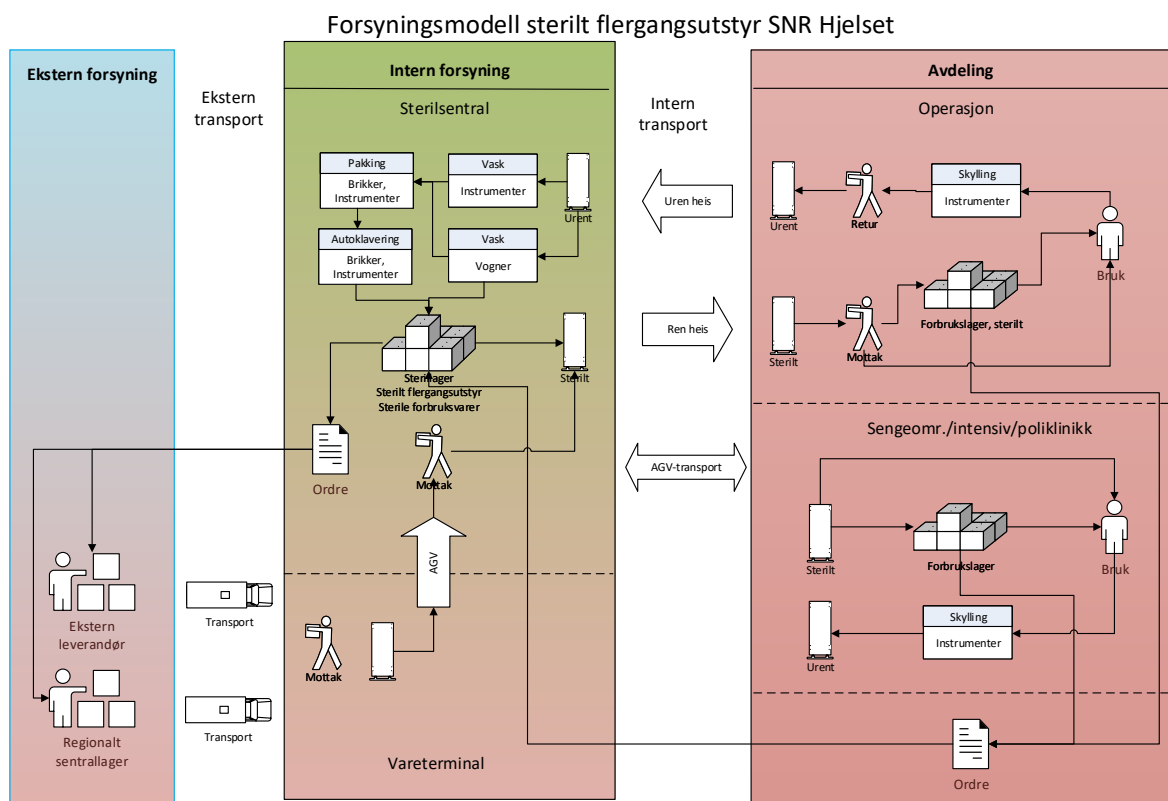 Forsyningsmodell sterilt flergangsutstyr SNR Hjelset
Ekstern forsyning
Ekstern
transport
Intern forsyning
Sterilsentral
Intern
transport
Avdeling
Operasjon
Pakking
Brikker,
Instrumenter
Vask
Instrumenter
Urent
Autoklavering
Brikker,
Instrumenter
Vask
Vogner
Uren heis
Urent
Retur
Skylling
Instrumenter
Bruk
Ren heis
Sterilt
Mottak
Forbrukslager, sterilt
Sterillager
Sterilt flergangsutstyr
Sterile forbruksvarer
Sterilt
Ordre
Mottak
AGV
AGV-transport
Sengeomr./intensiv/poliklinikk
Sterilt
Forbrukslager
Bruk
Urent
Skylling
Instrumenter
Ekstern
leverandør
Transport
Mottak
Regionalt
sentrallager
Transport
Vareterminal
Ordre